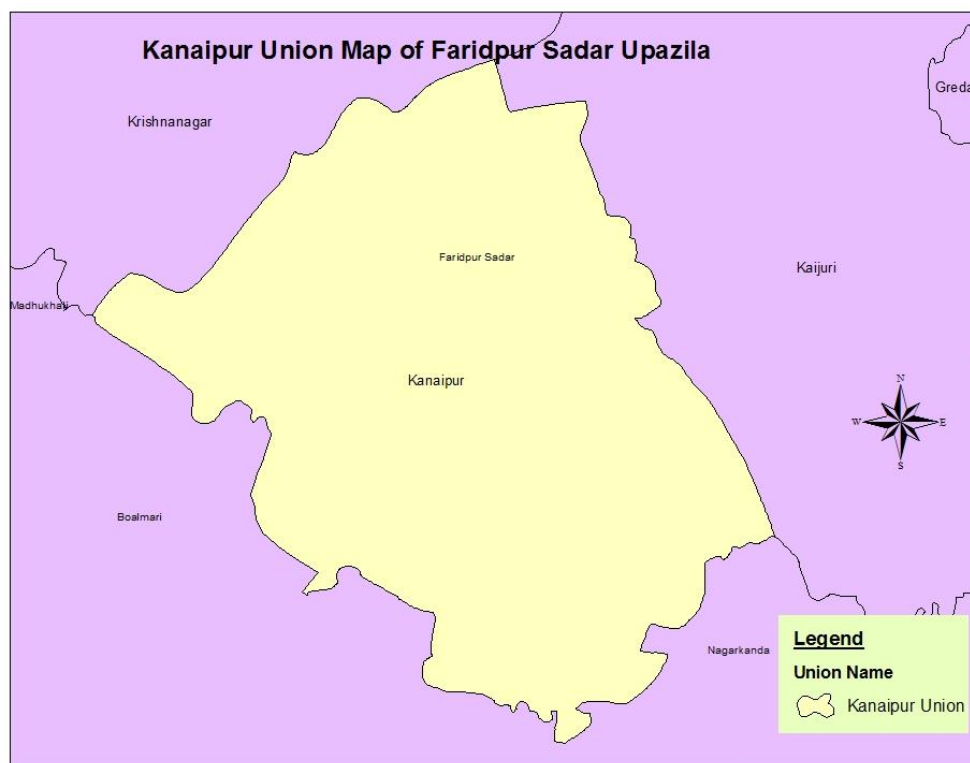 Kanaipur Union Map of Faridpur Sadar Upazila
Greda
Krishnanagar
Faridpur Sadar
Kaijuri
Madhukhali
Kanaipur
N
W E
S
Boalmari
Nagarkanda
Legend
Union Name
Kanaipur Union